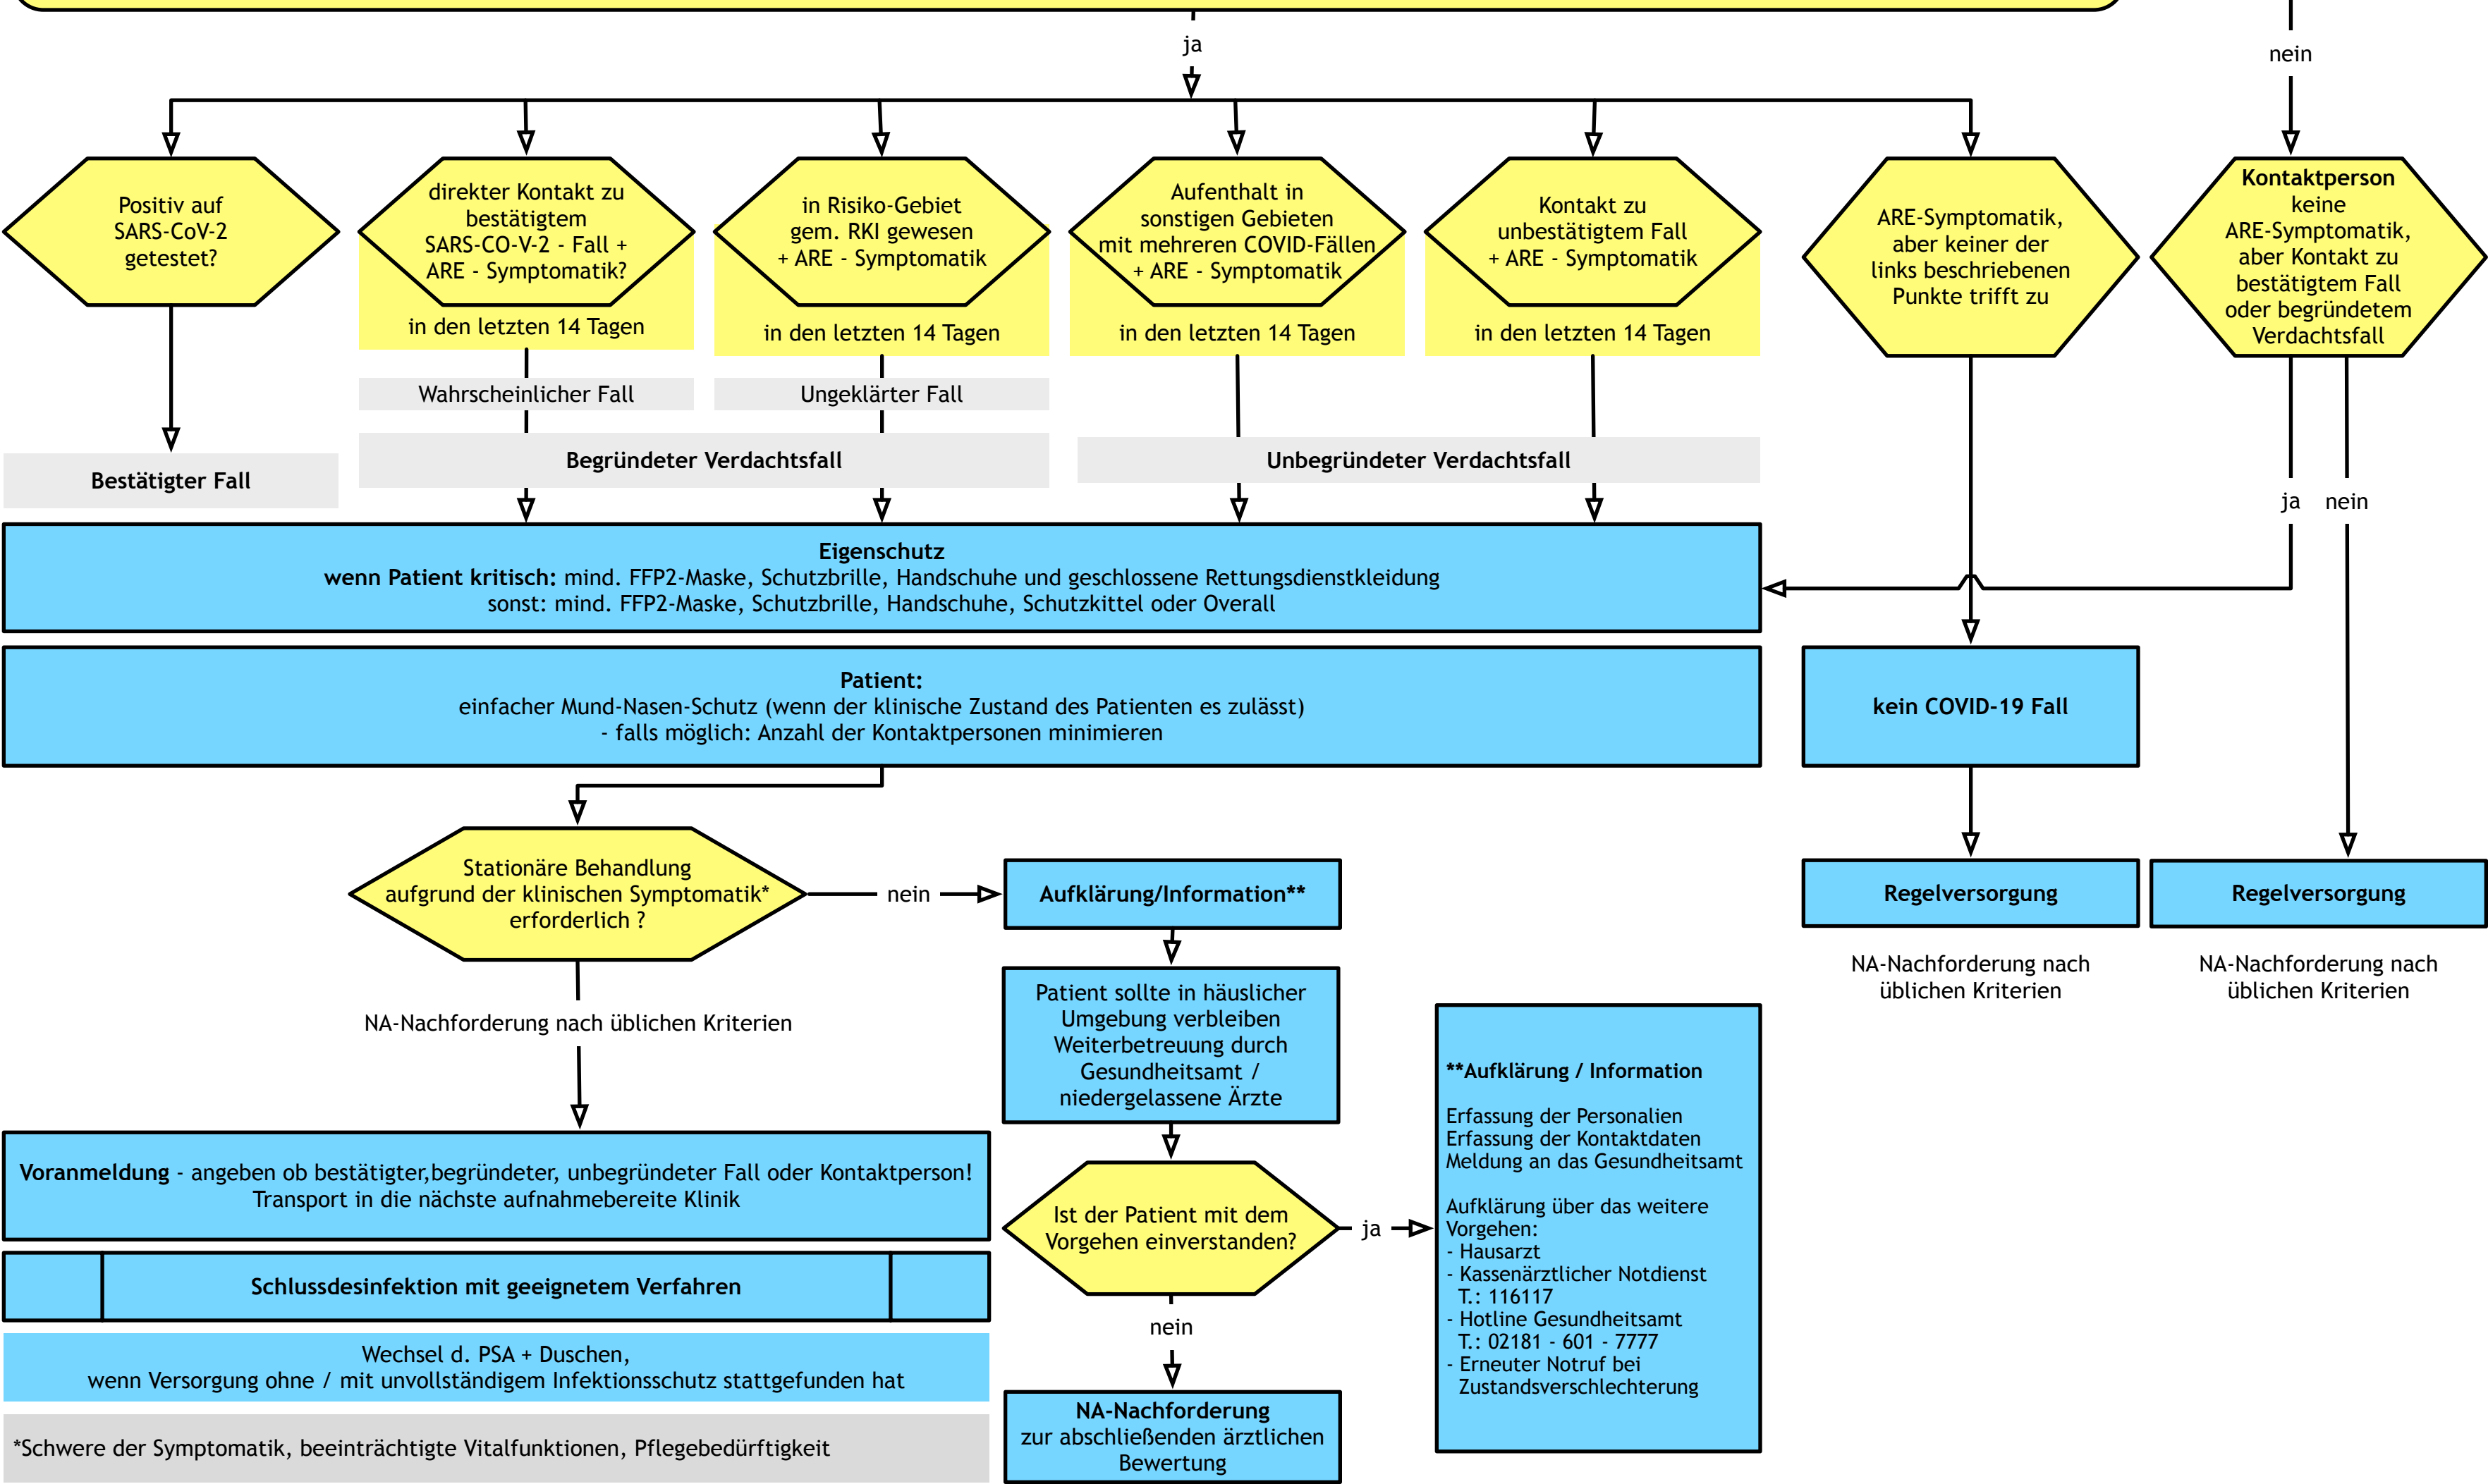 ja
nein
Positiv auf
SARS-CoV-2
getestet?
direkter Kontakt zu
bestätigtem
SARS-CO-V-2 - Fall +
ARE - Symptomatik?
in den letzten 14 Tagen
in Risiko-Gebiet
gem. RKI gewesen
+ ARE - Symptomatik
in den letzten 14 Tagen
Aufenthalt in
sonstigen Gebieten
mit mehreren COVID-Fällen
+ ARE - Symptomatik
in den letzten 14 Tagen
Kontakt zu
unbestätigtem Fall
+ ARE - Symptomatik
in den letzten 14 Tagen
ARE-Symptomatik,
aber keiner der
links beschriebenen
Punkte trifft zu
Kontaktperson
keine
ARE-Symptomatik,
aber Kontakt zu
bestätigtem Fall
oder begründetem
Verdachtsfall
Wahrscheinlicher Fall
Ungeklärter Fall
Bestätigter Fall
Begründeter Verdachtsfall
Unbegründeter Verdachtsfall
ja
nein
Eigenschutz
wenn Patient kritisch: mind. FFP2-Maske, Schutzbrille, Handschuhe und geschlossene Rettungsdienstkleidung
sonst: mind. FFP2-Maske, Schutzbrille, Handschuhe, Schutzkittel oder Overall
Patient:
einfacher Mund-Nasen-Schutz (wenn der klinische Zustand des Patienten es zulässt)
- falls möglich: Anzahl der Kontaktpersonen minimieren
kein COVID-19 Fall
Stationäre Behandlung
aufgrund der klinischen Symptomatik*
erforderlich ?
nein
Aufklärung/Information**
Regelversorgung
Regelversorgung
NA-Nachforderung nach
üblichen Kriterien
NA-Nachforderung nach
üblichen Kriterien
NA-Nachforderung nach üblichen Kriterien
Patient sollte in häuslicher
Umgebung verbleiben
Weiterbetreuung durch
Gesundheitsamt /
niedergelassene Ärzte
Voranmeldung - angeben ob bestätigter,begründeter, unbegründeter Fall oder Kontaktperson!
Transport in die nächste aufnahmebereite Klinik
Schlussdesinfektion mit geeignetem Verfahren
Wechsel d. PSA + Duschen,
wenn Versorgung ohne / mit unvollständigem Infektionsschutz stattgefunden hat
*Schwere der Symptomatik, beeinträchtigte Vitalfunktionen, Pflegebedürftigkeit
Ist der Patient mit dem
Vorgehen einverstanden?
ja
nein
NA-Nachforderung
zur abschließenden ärztlichen
Bewertung
**Aufklärung / Information
Erfassung der Personalien
Erfassung der Kontaktdaten
Meldung an das Gesundheitsamt
Aufklärung über das weitere
Vorgehen:
- Hausarzt
- Kassenärztlicher Notdienst
T.: 116117
- Hotline Gesundheitsamt
T.: 02181 - 601 - 7777
- Erneuter Notruf bei
Zustandsverschlechterung